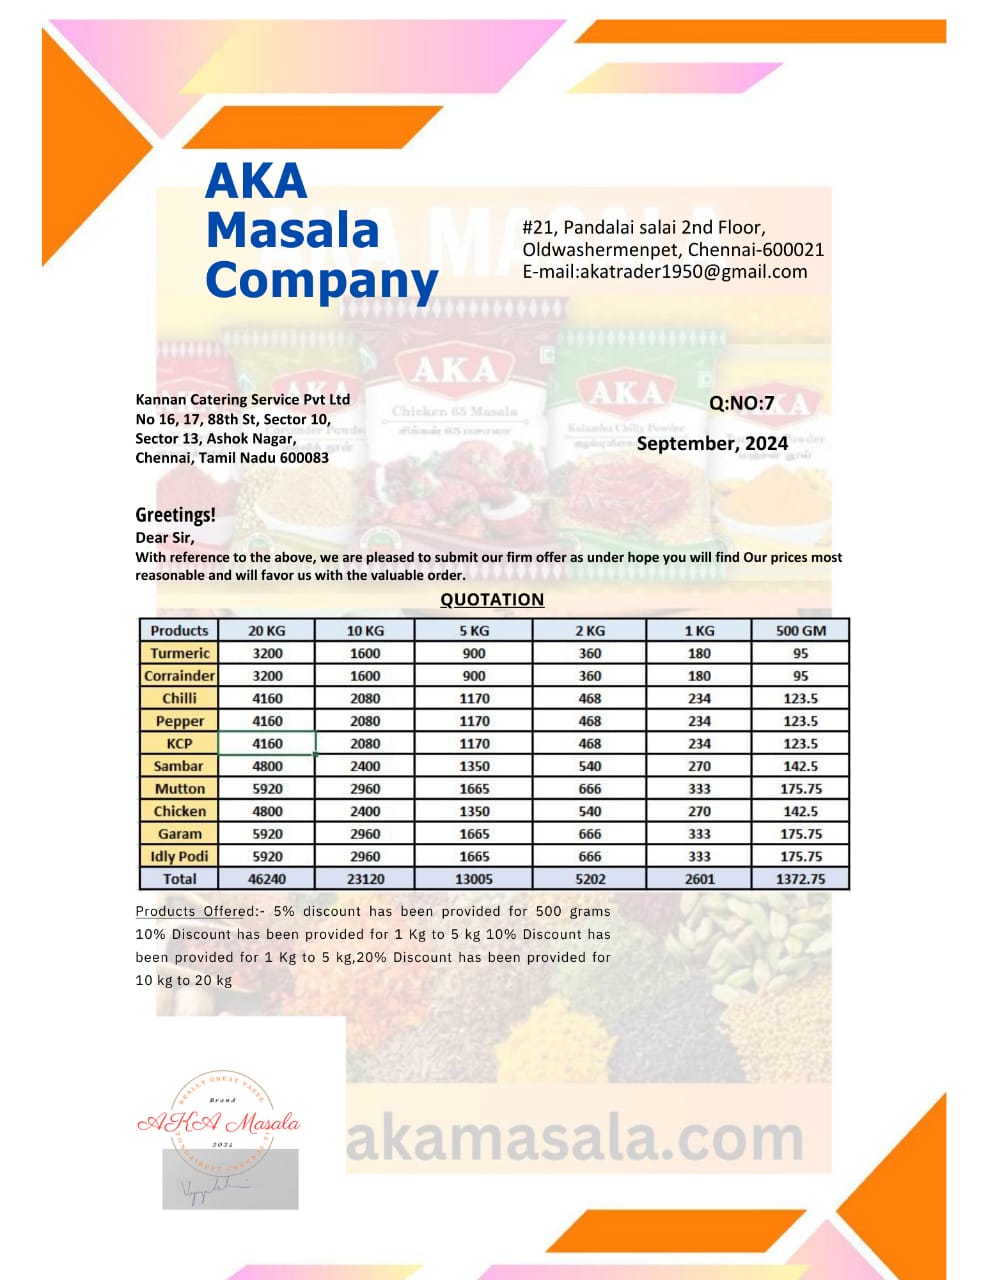 AKA
Masala
Company
#21, Pandalai salai 2nd Floor,
Oldwashermenpet, Chennai-600021
E-mail:akatrader1950@gmail.com
AKA
Chicken 65 Masala
AKA
Kolambu Chilly Powder
Kannan Catering Service Pvt Ltd
No 16, 17, 88th St, Sector 10,
Sector 13, Ashok Nagar,
Chennai, Tamil Nadu 600083
Q:NO:7
September, 2024
Greetings!
Dear Sir,
With reference to the above, we are pleased to submit our firm offer as under hope you will find Our prices most
reasonable and will favor us with the valuable order.
QUOTATION
Products 20 KG 10 KG 5 KG 2 KG 1 KG 500 GM
Turmeric 3200 1600 900 360 180 95
Corrainder 3200 1600 900 360 180 95
Chilli 4160 2080 1170 468 234 123.5
Pepper 4160 2080 1170 468 234 123.5
KCP 4160 2080 1170 468 234 123.5
Sambar 4800 2400 1350 540 270 142.5
Mutton 5920 2960 1665 666 333 175.75
Chicken 4800 2400 1350 540 270 142.5
Garam 5920 2960 1665 666 333 175.75
Idly Podi 5920 2960 1665 666 333 175.75
Total 46240 23120 13005 5202 2601 1372.75
Products Offered:- 5% discount has been provided for 500 grams
10% Discount has been provided for 1 Kg to 5 kg 10% Discount has
been provided for 1 Kg to 5 kg,20% Discount has been provided for
10 kg to 20 kg
REALLY GREAT TASTE
Brand
AKA Masala
2024
akamasala.com